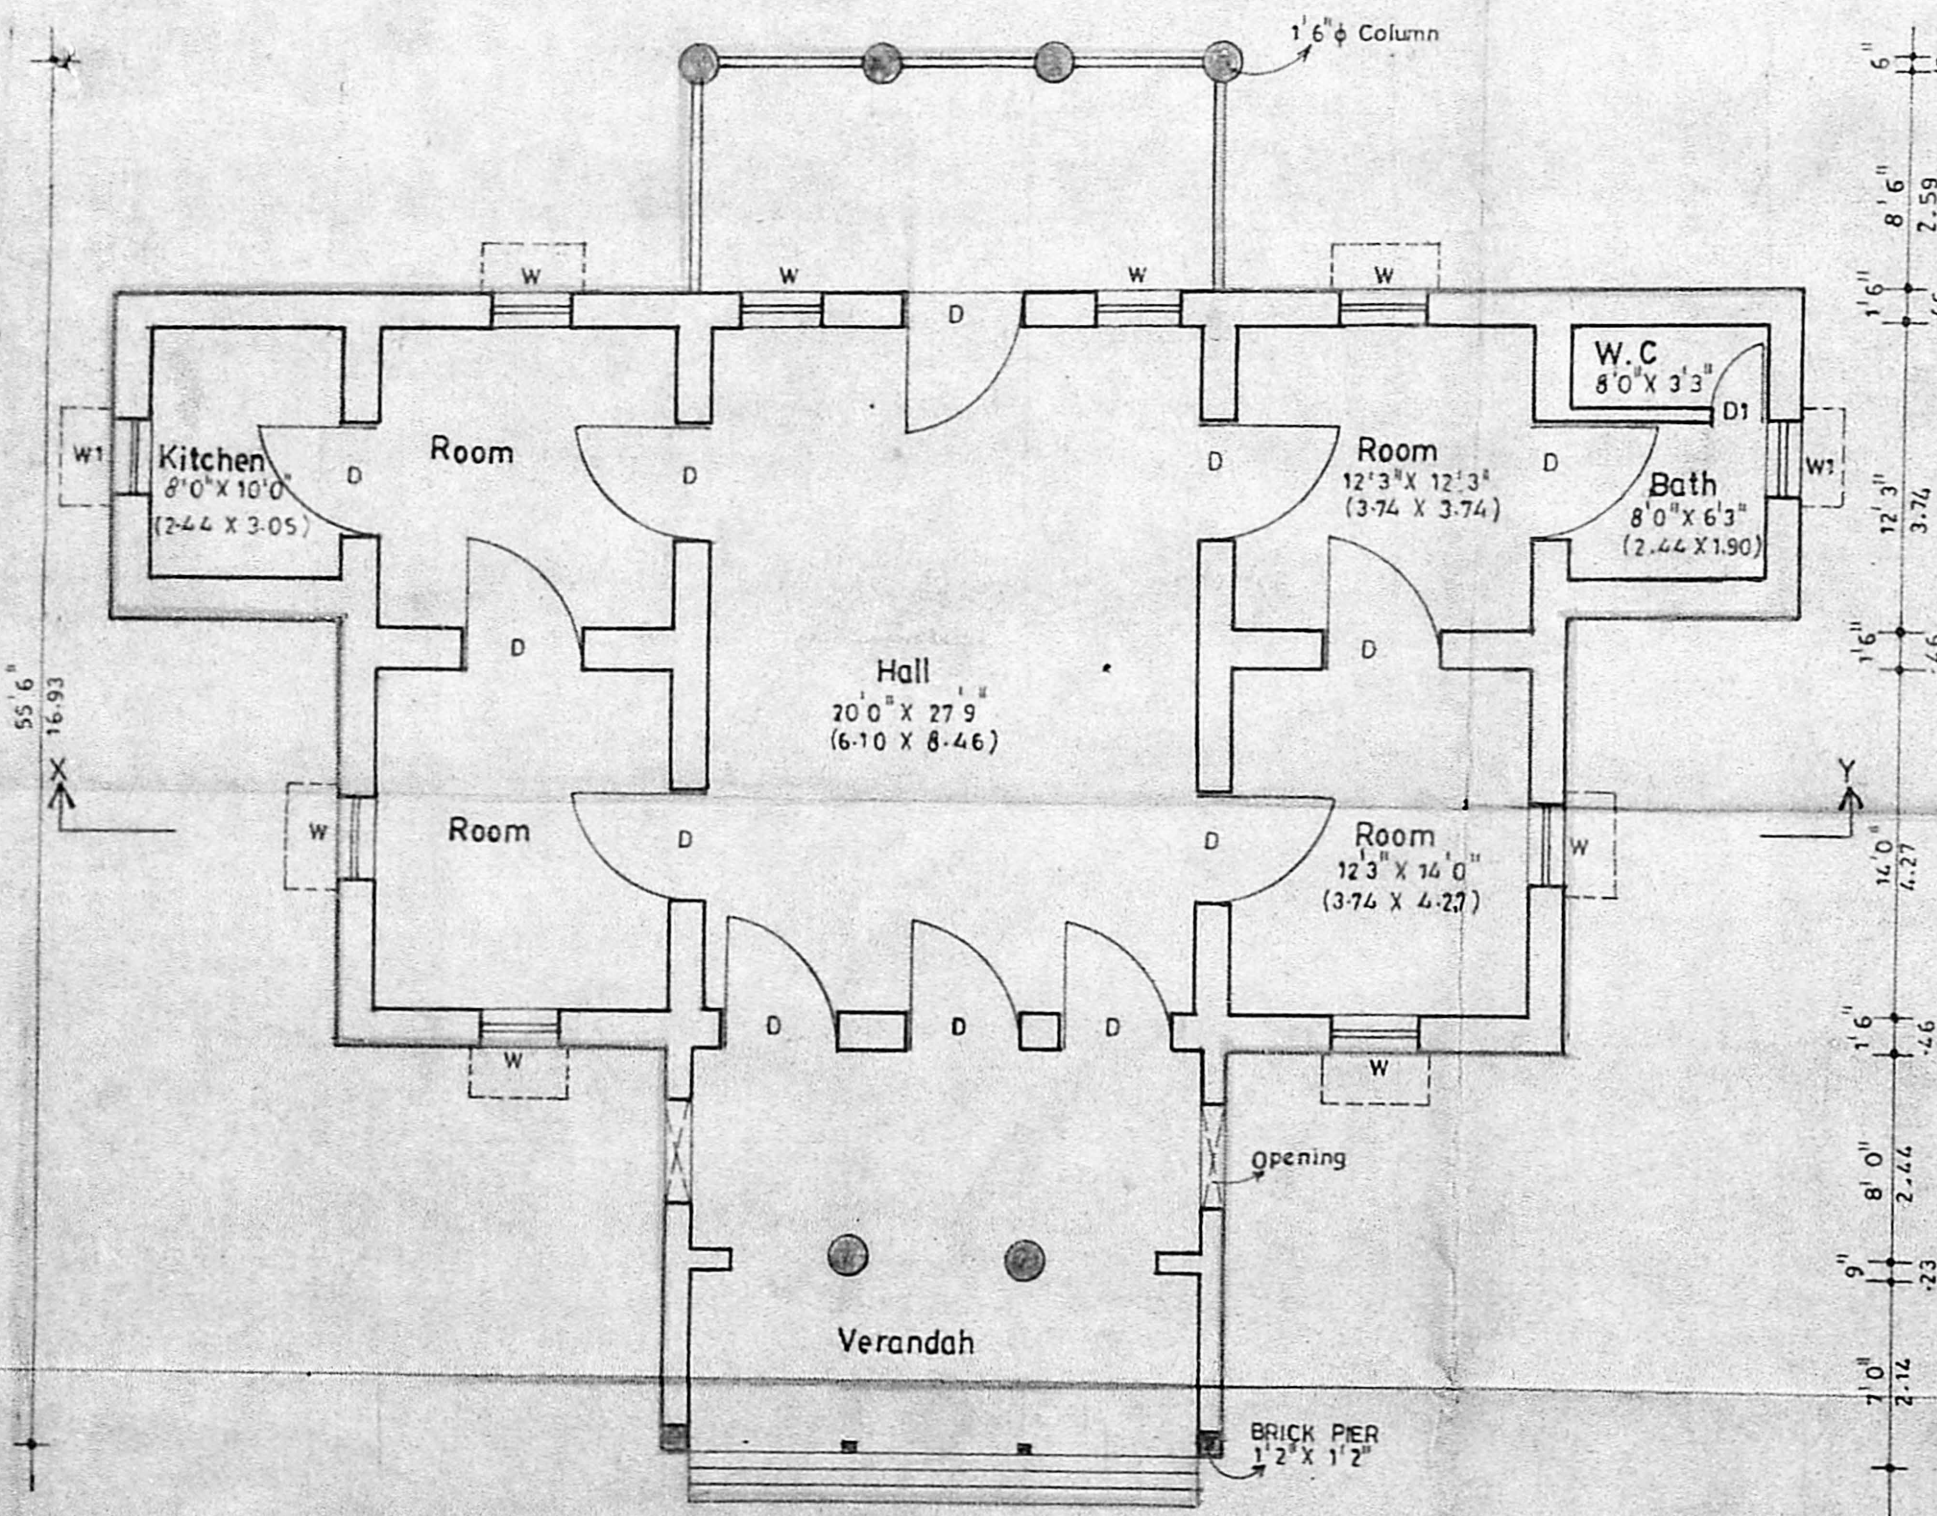 1'6"ϕ Column
6"
8'6"
2.59
W
W
W
W
1'6"
D
W.C
8'0" X 3'3"
D1
W1
Kitchen
8'0" X 10'0"
(2.44 X 3.05)
D
Room
D
D
Room
12'3" X 12'3"
(3.74 X 3.74)
D
Bath
8'0" X 6'3"
(2.44 X 1.90)
W1
12'3"
3.74
D
D
1'6"
.46
55'6"
16.93
Hall
20'0" X 27'9"
(6.10 X 8.46)
X
Y
W
Room
D
D
Room
12'3" X 14'0"
(3.74 X 4.27)
W
14'0"
4.27
D
D
D
1'6"
.46
W
W
opening
8'0"
2.44
9"
.23
Verandah
7'0"
2.14
BRICK PIER
1'2" X 1'2"